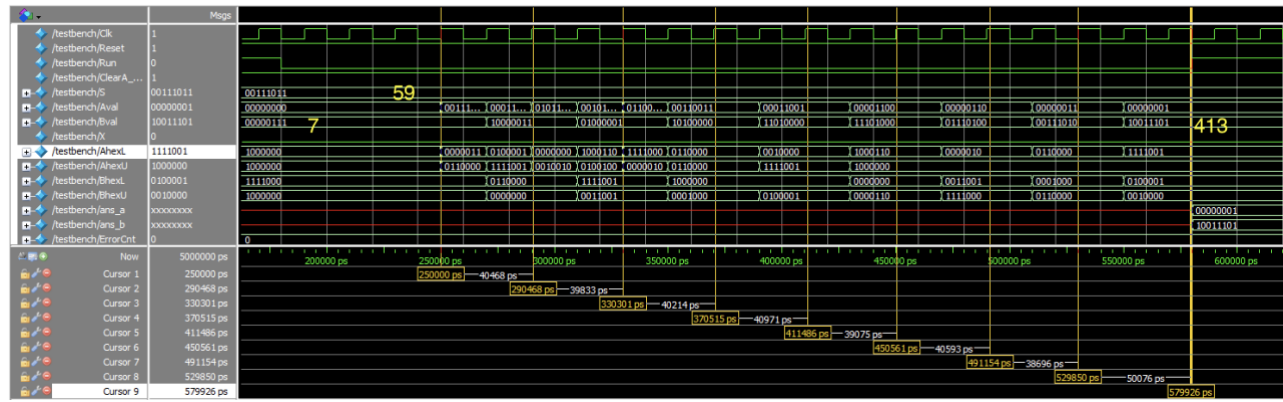 Msgs
/testbench/Clk 1
/testbench/Reset 1
/testbench/Run 0
/testbench/ClearA_... 1
/testbench/S 00111011 00111011 59
/testbench/Aval 00000001 00000000 00111... 00011... 01011... 00101... 01100... 00110011 00011001 00001100 00000110 00000011 00000001
/testbench/Bval 10011101 00000111 7 10000011 01000001 10100000 11010000 11101000 01110100 00111010 10011101
/testbench/X 0 413
/testbench/AhexL 1111001 1000000 0000011 0100001 0000000 1000110 1111000 0110000 0010000 1000110 0000010 0110000 1111001
/testbench/AhexU 1000000 1000000 0110000 1111001 0010010 0100100 0000010 0110000 1111001 1000000
/testbench/BhexL 0100001 1111000 0110000 1111001 1000000 0000000 0011001 0001000 0100001
/testbench/BhexU 0010000 1000000 0000000 0011001 0001000 0100001 0000110 1111000 0110000 0010000
/testbench/ans_a xxxxxxxx 00000001
/testbench/ans_b xxxxxxxx 10011101
/testbench/ErrorCnt 0 0
Now 5000000 ps 200000 ps 250000 ps 300000 ps 350000 ps 400000 ps 450000 ps 500000 ps 550000 ps 600000 ps
Cursor 1 250000 ps 250000 ps 40468 ps
Cursor 2 290468 ps 290468 ps 39833 ps
Cursor 3 330301 ps 330301 ps 40214 ps
Cursor 4 370515 ps 370515 ps 40971 ps
Cursor 5 411486 ps 411486 ps 39075 ps
Cursor 6 450561 ps 450561 ps 40593 ps
Cursor 7 491154 ps 491154 ps 38696 ps
Cursor 8 529850 ps 529850 ps 50076 ps
Cursor 9 579926 ps 579926 ps